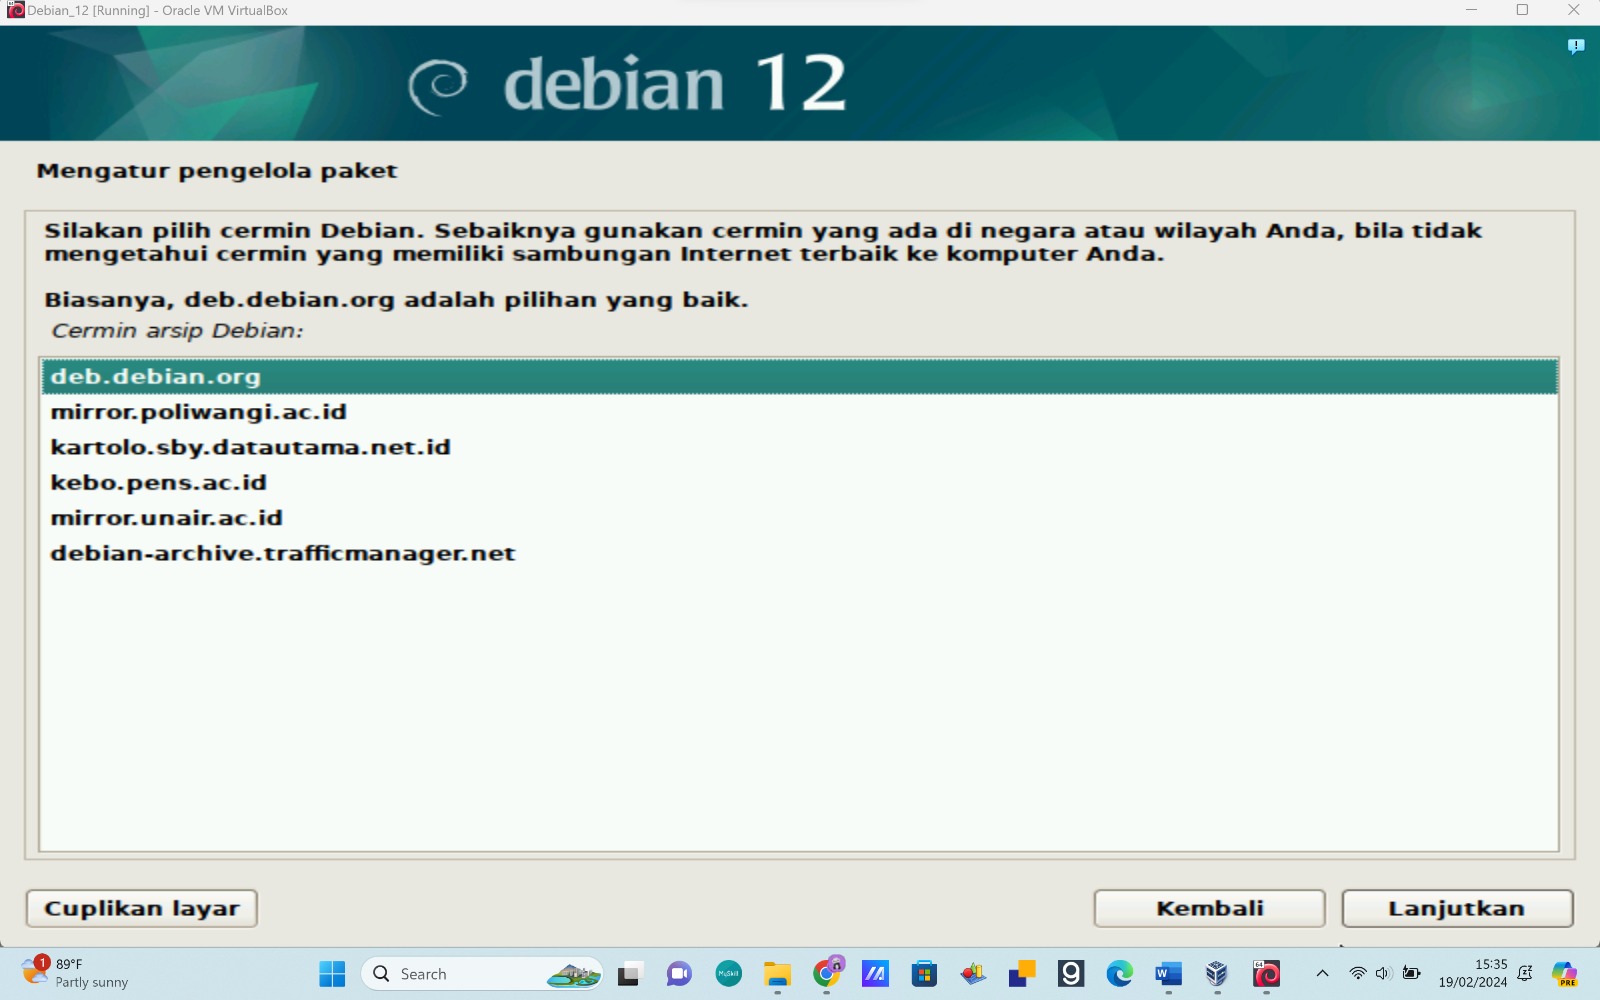 Debian_12 [Running] - Oracle VM VirtualBox
debian 12
Mengatur pengelola paket
Silakan pilih cermin Debian. Sebaiknya gunakan cermin yang ada di negara atau wilayah Anda, bila tidak
mengetahui cermin yang memiliki sambungan Internet terbaik ke komputer Anda.
Biasanya, deb.debian.org adalah pilihan yang baik.
Cermin arsip Debian:
deb.debian.org
mirror.poliwangi.ac.id
kartolo.sby.datautama.net.id
kebo.pens.ac.id
mirror.unair.ac.id
debian-archive.trafficmanager.net
Cuplikan layar
Kembali
Lanjutkan
1
89°F
Partly sunny
Search
MySkill
64
15:35
19/02/2024
PRE